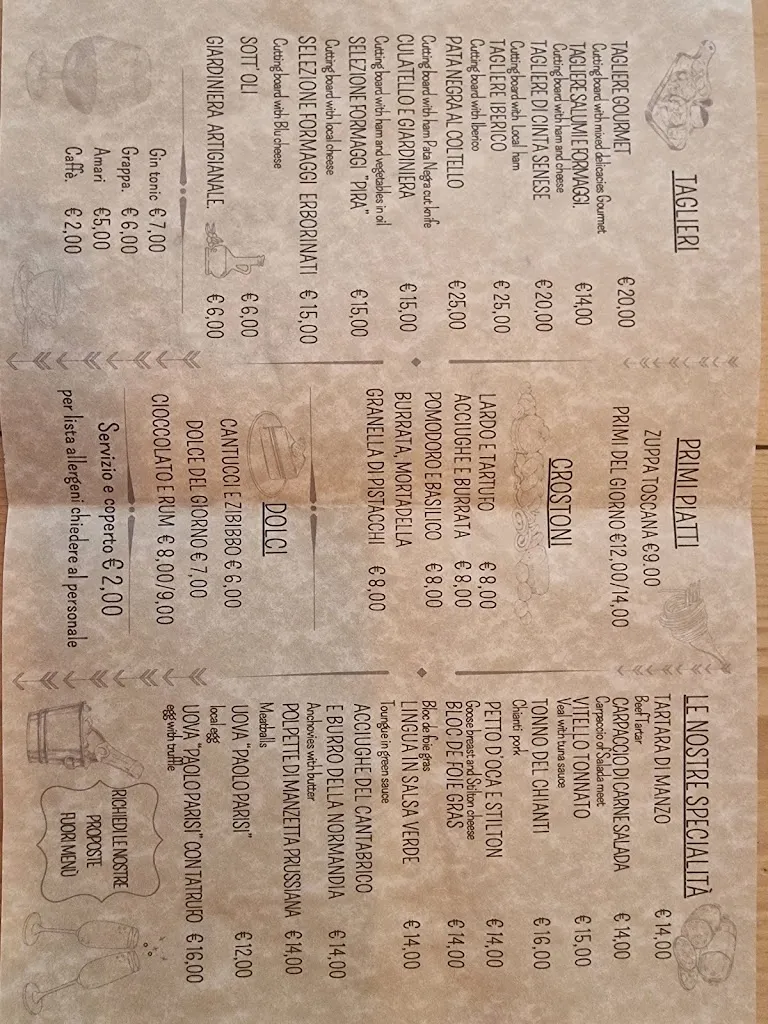 TAGLIERI
TAGLIERE GOURMET € 20,00
Cutting board with mixed delicacies Gourmet
TAGLIERE SALUMI E FORMAGGI. € 14,00
Cutting board with ham and cheese
TAGLIERE DI CINTA SENESE € 20,00
Cutting board with Local ham
TAGLIERE IBERICO € 25,00
Cutting board with Iberico
PATA NEGRA AL COLTELLO € 25,00
Cutting board with ham Pata Negra cut knife
CULATELLO E GIARDINIERA € 15,00
Cutting board with ham and vegetables in oil
SELEZIONE FORMAGGI "PIRA" € 15,00
Cutting board with local cheese
SELEZIONE FORMAGGI ERBORINATI € 15,00
Cutting board with Blu cheese
SOTT'OLI € 6,00
GIARDINIERA ARTIGIANALE. € 6,00
Gin tonic € 7,00
Grappa. € 6,00
Amari €5,00
Caffè. € 2,00
PRIMI PIATTI
ZUPPA TOSCANA €9.00
PRIMI DEL GIORNO €12,00/14,00
CROSTONI
LARDO E TARTUFO € 8,00
ACCIUGHE E BURRATA € 8,00
POMODORO E BASILICO € 8,00
BURRATA, MORTADELLA
GRANELLA DI PISTACCHI € 8,00
DOLCI
CANTUCCI E ZIBIBBO € 6,00
DOLCE DEL GIORNO € 7,00
CIOCCOLATO E RUM € 8,00/9,00
Servizio e coperto € 2,00
per lista allergeni chiedere al personale
LE NOSTRE SPECIALITÀ
TARTARA DI MANZO € 14,00
Beef Tartar
CARPACCIO DI CARNE SALADA € 14,00
Carpaccio of Salada meet
VITELLO TONNATO € 15,00
Veal with tuna sauce
TONNO DEL CHIANTI € 16,00
Chianti pork
PETTO D'OCA E STILTON € 14,00
Goose breast and Stilton cheese
BLOC DE FOIE GRAS € 14,00
Bloc de foie gras
LINGUA IN SALSA VERDE € 14,00
Toungue in green sauce
ACCIUGHE DEL CANTABRICO
E BURRO DELLA NORMANDIA € 14,00
Anchovies with butter
POLPETTE DI MANZETTA PRUSSIANA € 14,00
Meatballs
UOVA "PAOLO PARISI" € 12,00
local egg
UOVA "PAOLO PARISI" CON TATRUFO € 16,00
egg with truffle
RICHIEDI LE NOSTRE
PROPOSTE
FUORI MENÙ